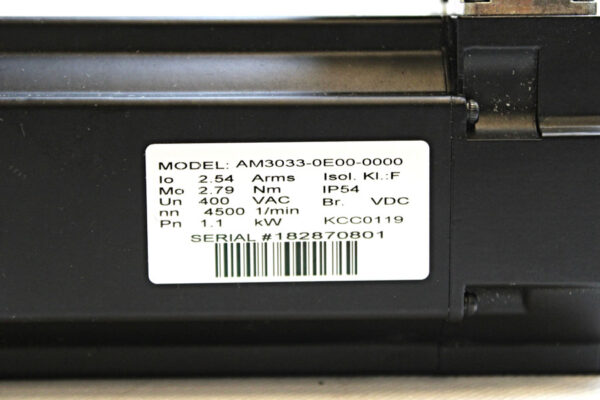 MODEL: AM3033-0E00-0000
Io 2.54 Arms Isol. Kl.:F
Mo 2.79 Nm IP54
Un 400 VAC Br. VDC
nn 4500 1/min
Pn 1.1 kW KCC0119
SERIAL #182870801